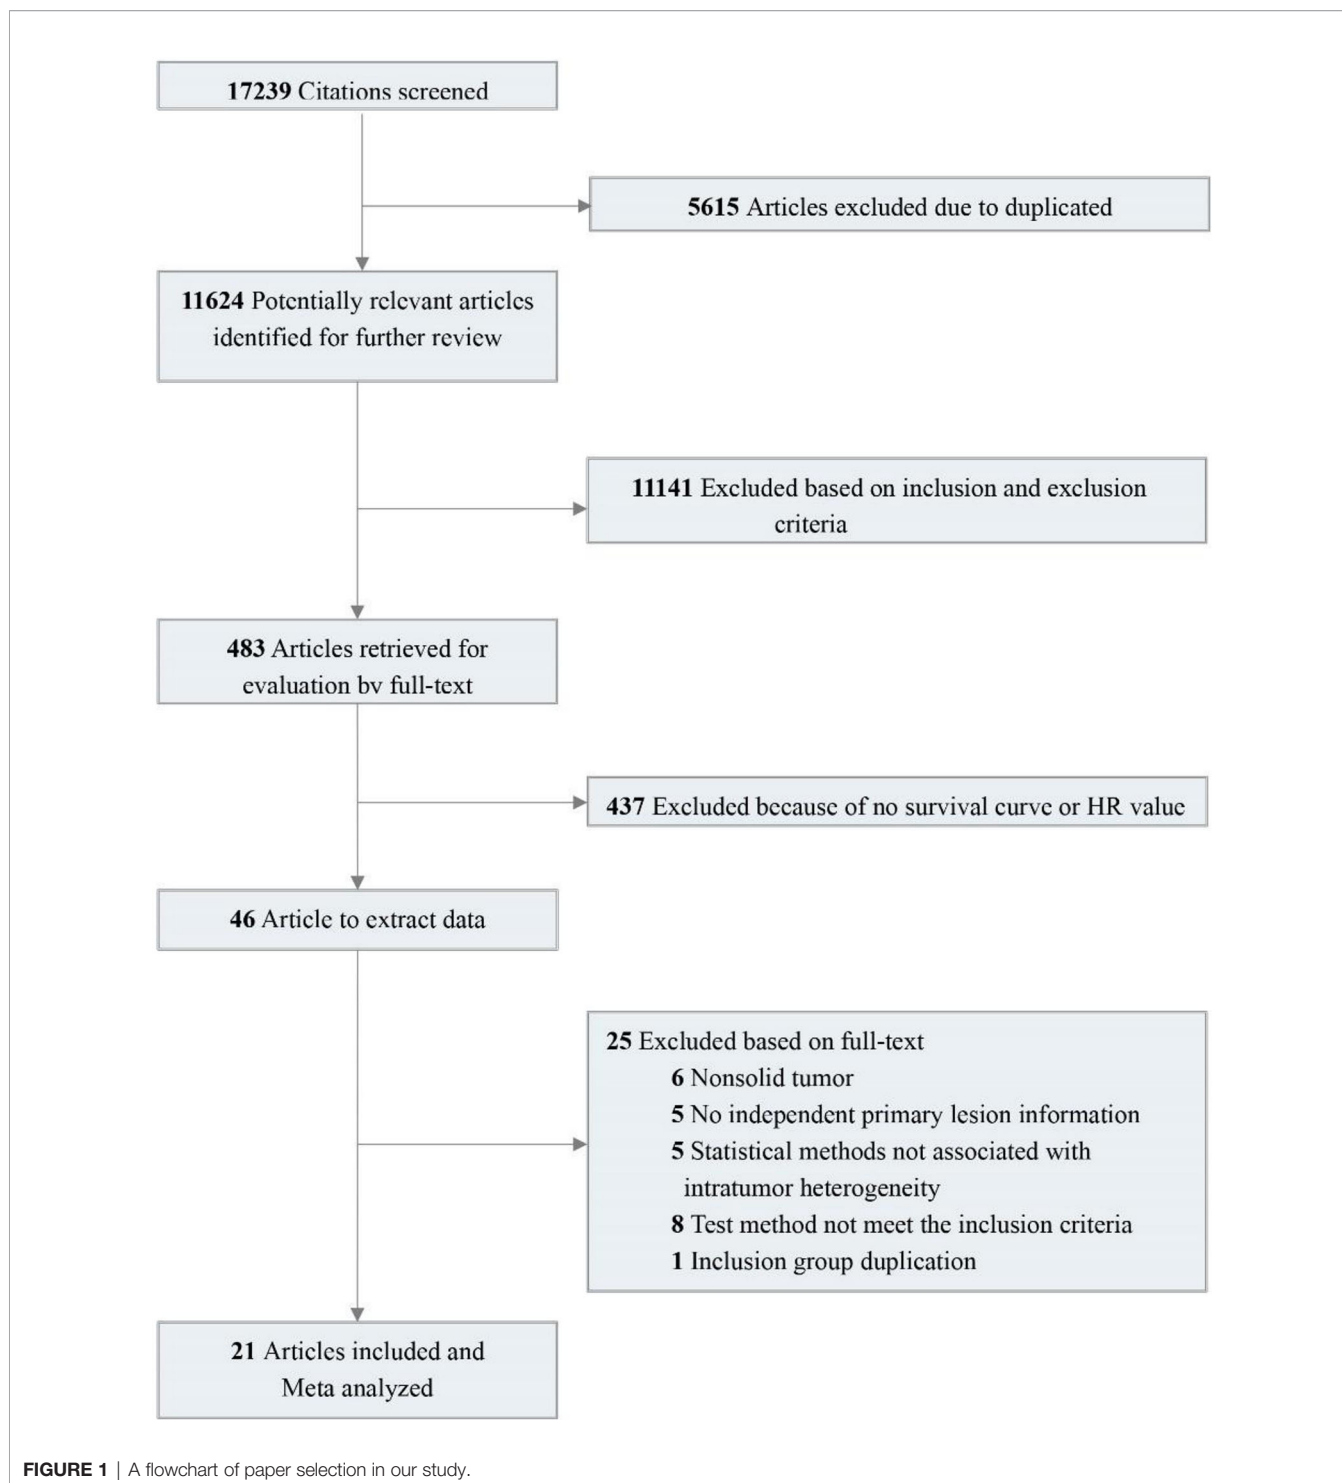 17239 Citations screened
5615 Articles excluded due to duplicated
11624 Potentially relevant articles
identified for further review
11141 Excluded based on inclusion and exclusion
criteria
483 Articles retrieved for
evaluation by full-text
437 Excluded because of no survival curve or HR value
46 Article to extract data
25 Excluded based on full-text
6 Nonsolid tumor
5 No independent primary lesion information
5 Statistical methods not associated with
intratumor heterogeneity
8 Test method not meet the inclusion criteria
1 Inclusion group duplication
21 Articles included and
Meta analyzed
FIGURE 1 | A flowchart of paper selection in our study.